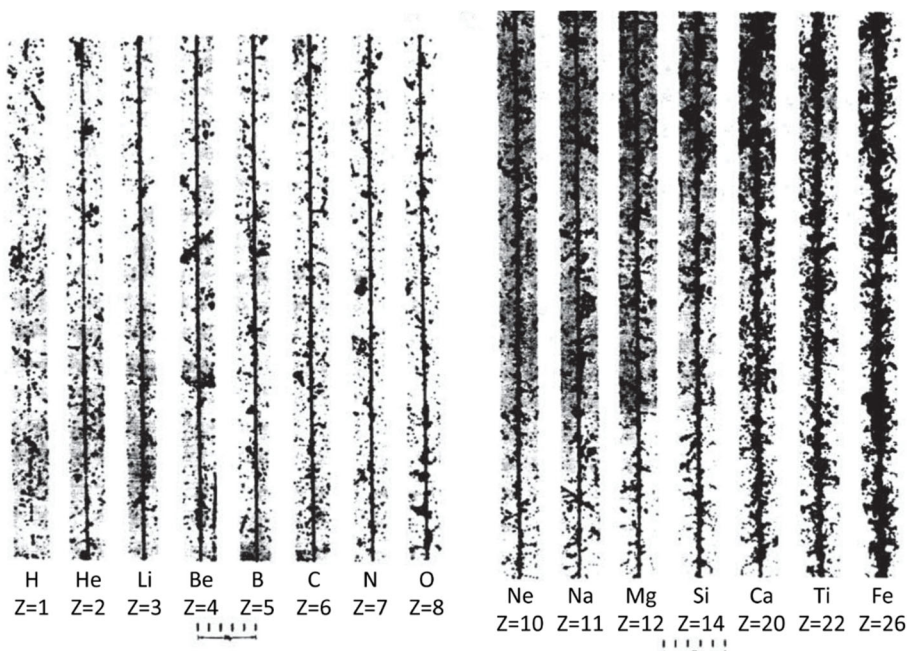 H He Li Be B C N O
Z=1 Z=2 Z=3 Z=4 Z=5 Z=6 Z=7 Z=8
Ne Na Mg Si Ca Ti Fe
Z=10 Z=11 Z=12 Z=14 Z=20 Z=22 Z=26